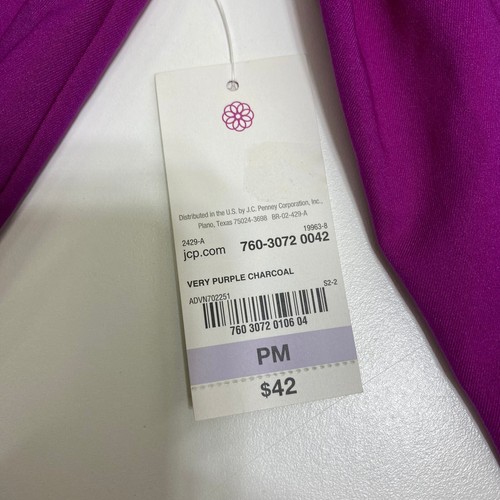 Distributed in the U.S. by J.C. Penney Corporation, Inc.,
Plano, Texas 75024-3698 BR-02-429-A
2429-A 19963-8
jcp.com 760-3072 0042
VERY PURPLE CHARCOAL
ADVN702251 S2-2
760 3072 0106 04
PM
$42